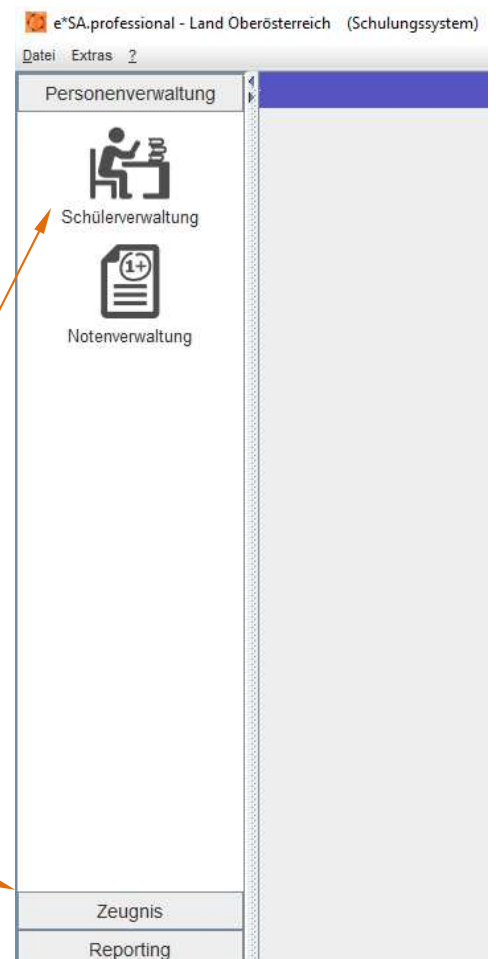 e*SA.professional - Land Oberösterreich (Schulungssystem)
Datei Extras ?
Personenverwaltung
Schülerverwaltung
1+
Notenverwaltung
Zeugnis
Reporting